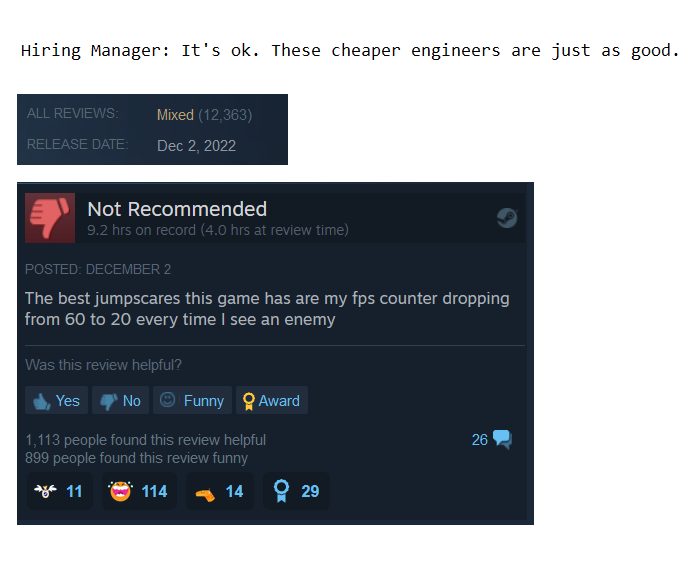 Hiring Manager: It's ok. These cheaper engineers are just as good.
ALL REVIEWS: Mixed (12,363)
RELEASE DATE: Dec 2, 2022
Not Recommended
9.2 hrs on record (4.0 hrs at review time)
POSTED: DECEMBER 2
The best jumpscares this game has are my fps counter dropping
from 60 to 20 every time I see an enemy
Was this review helpful?
Yes No Funny Award
1,113 people found this review helpful 26
899 people found this review funny
11 114 14 29